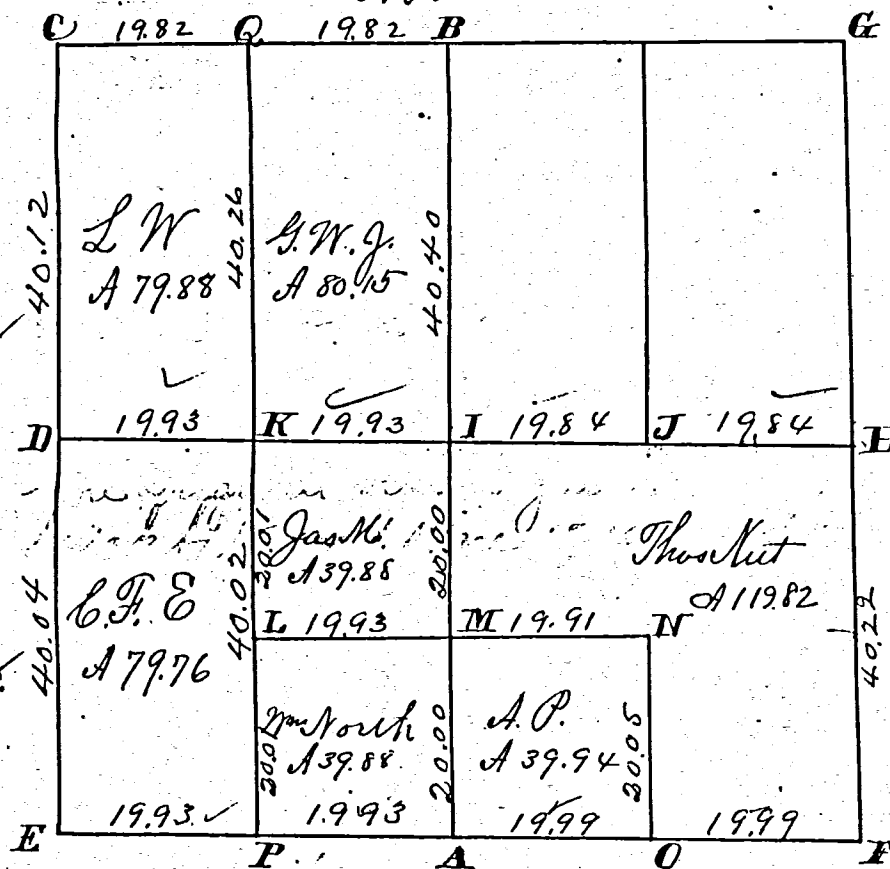 C 19.82 Q 19.82 B G
40.12
40.26
40.40
L W
A 79.88
G. W. J.
A 80.15
D 19.93 K 19.93 I 19.84 J 19.84 H
40.04
40.02
20.01
20.00
C. F. E
A 79.76
Jas Mc
A 39.88
Thos Nut
A 119.82
40.22
L 19.93 M 19.91 N
20.01
20.00
20.05
Wm North
A 39.88
A. P.
A 39.94
E 19.93 19.93 19.99 19.99
P A O F